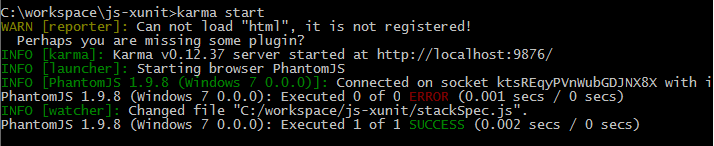 C:\workspace\js-xunit>karma start
WARN [reporter]: Can not load "html", it is not registered!
  Perhaps you are missing some plugin?
INFO [karma]: Karma v0.12.37 server started at http://localhost:9876/
INFO [launcher]: Starting browser PhantomJS
INFO [PhantomJS 1.9.8 (Windows 7 0.0.0)]: Connected on socket ktsREqyPVnWubGDJNX8X with i
PhantomJS 1.9.8 (Windows 7 0.0.0): Executed 0 of 0 ERROR (0.001 secs / 0 secs)
INFO [watcher]: Changed file "C:/workspace/js-xunit/stackSpec.js".
PhantomJS 1.9.8 (Windows 7 0.0.0): Executed 1 of 1 SUCCESS (0.002 secs / 0 secs)